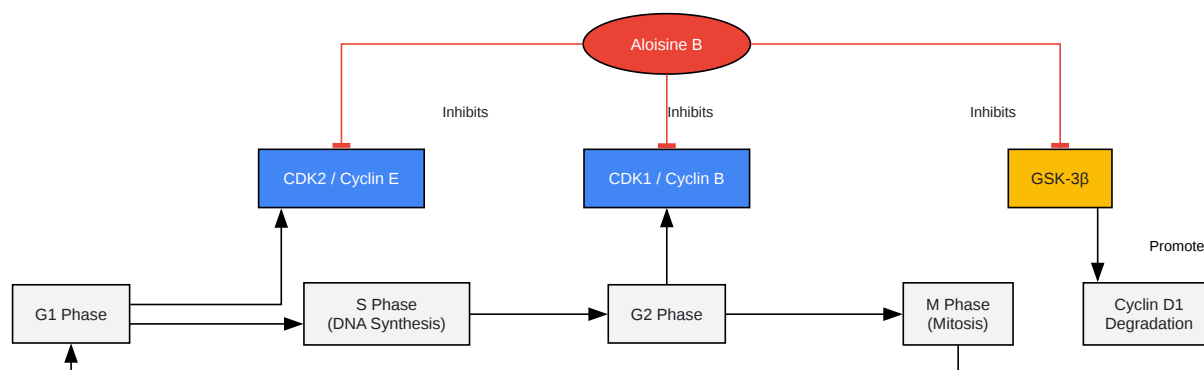 Aloisine B
Inhibits
Inhibits
Inhibits
CDK2 / Cyclin E
CDK1 / Cyclin B
GSK-3β
Promote
G1 Phase
S Phase
(DNA Synthesis)
G2 Phase
M Phase
(Mitosis)
Cyclin D1
Degradation